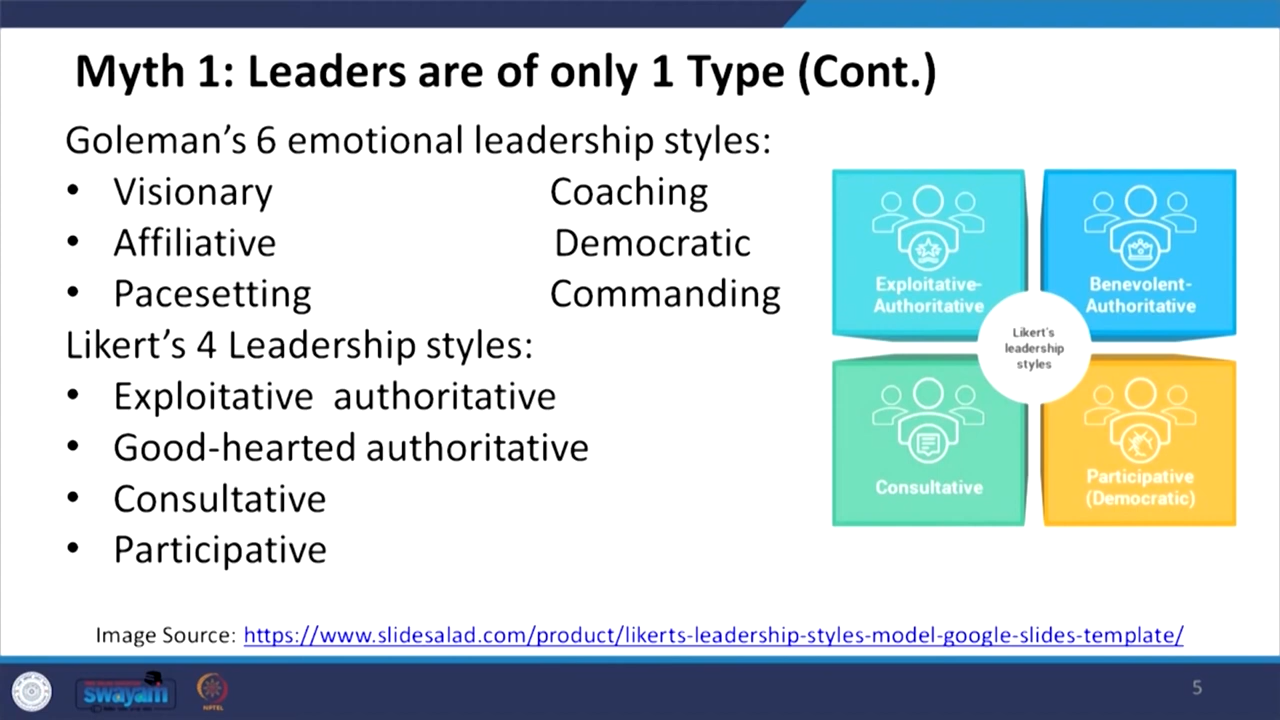 Myth 1: Leaders are of only 1 Type (Cont.)
Goleman's 6 emotional leadership styles:
• Visionary Coaching
• Affiliative Democratic
• Pacesetting Commanding
Likert's 4 Leadership styles:
• Exploitative authoritative
• Good-hearted authoritative
• Consultative
• Participative
Exploitative-
Authoritative
Benevolent-
Authoritative
Likert's
leadership
styles
Consultative
Participative
(Democratic)
Image Source: https://www.slidesalad.com/product/likerts-leadership-styles-model-google-slides-template/
swayam
NPTEL
5